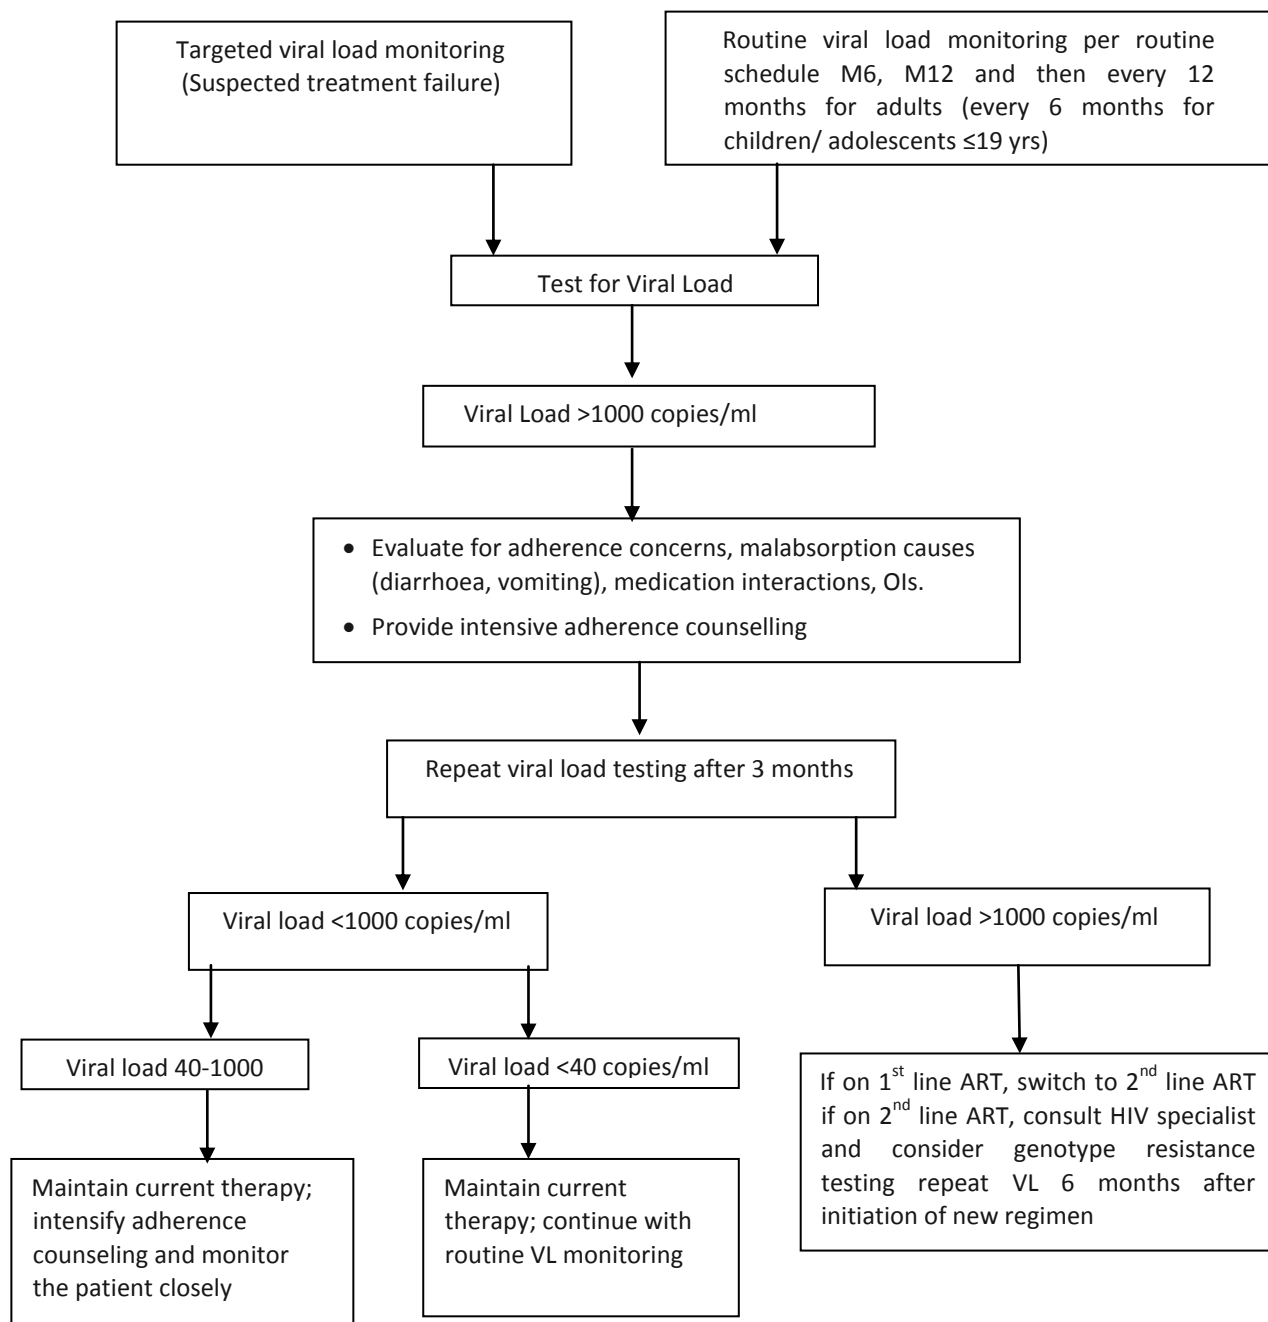 Targeted viral load monitoring
(Suspected treatment failure)
Routine viral load monitoring per routine
schedule M6, M12 and then every 12
months for adults (every 6 months for
children/ adolescents ≤19 yrs)
Test for Viral Load
Viral Load >1000 copies/ml
• Evaluate for adherence concerns, malabsorption causes
(diarrhoea, vomiting), medication interactions, OIs.
• Provide intensive adherence counselling
Repeat viral load testing after 3 months
Viral load <1000 copies/ml
Viral load >1000 copies/ml
Viral load 40-1000
Viral load <40 copies/ml
Maintain current therapy;
intensify adherence
counseling and monitor
the patient closely
Maintain current
therapy; continue with
routine VL monitoring
If on 1st line ART, switch to 2nd line ART
if on 2nd line ART, consult HIV specialist
and consider genotype resistance
testing repeat VL 6 months after
initiation of new regimen